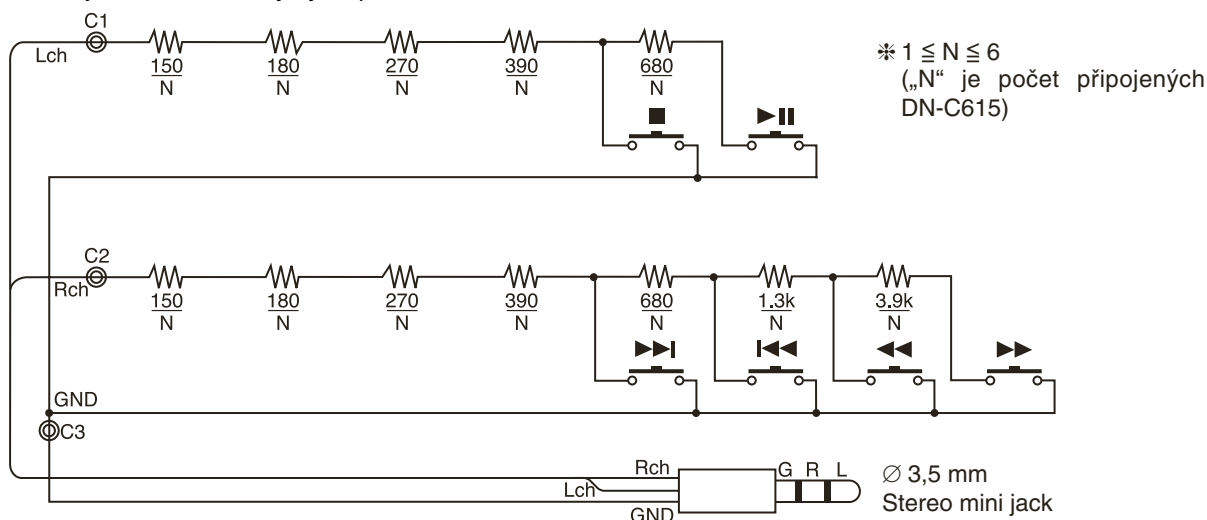 C1
Lch
150
N
180
N
270
N
390
N
680
N
❊ 1 ≦ N ≦ 6
(„N“ je počet připojených
DN-C615)
C2
Rch
150
N
180
N
270
N
390
N
680
N
1.3k
N
3.9k
N
GND
C3
Rch
Lch
GND
G R L
∅ 3,5 mm
Stereo mini jack